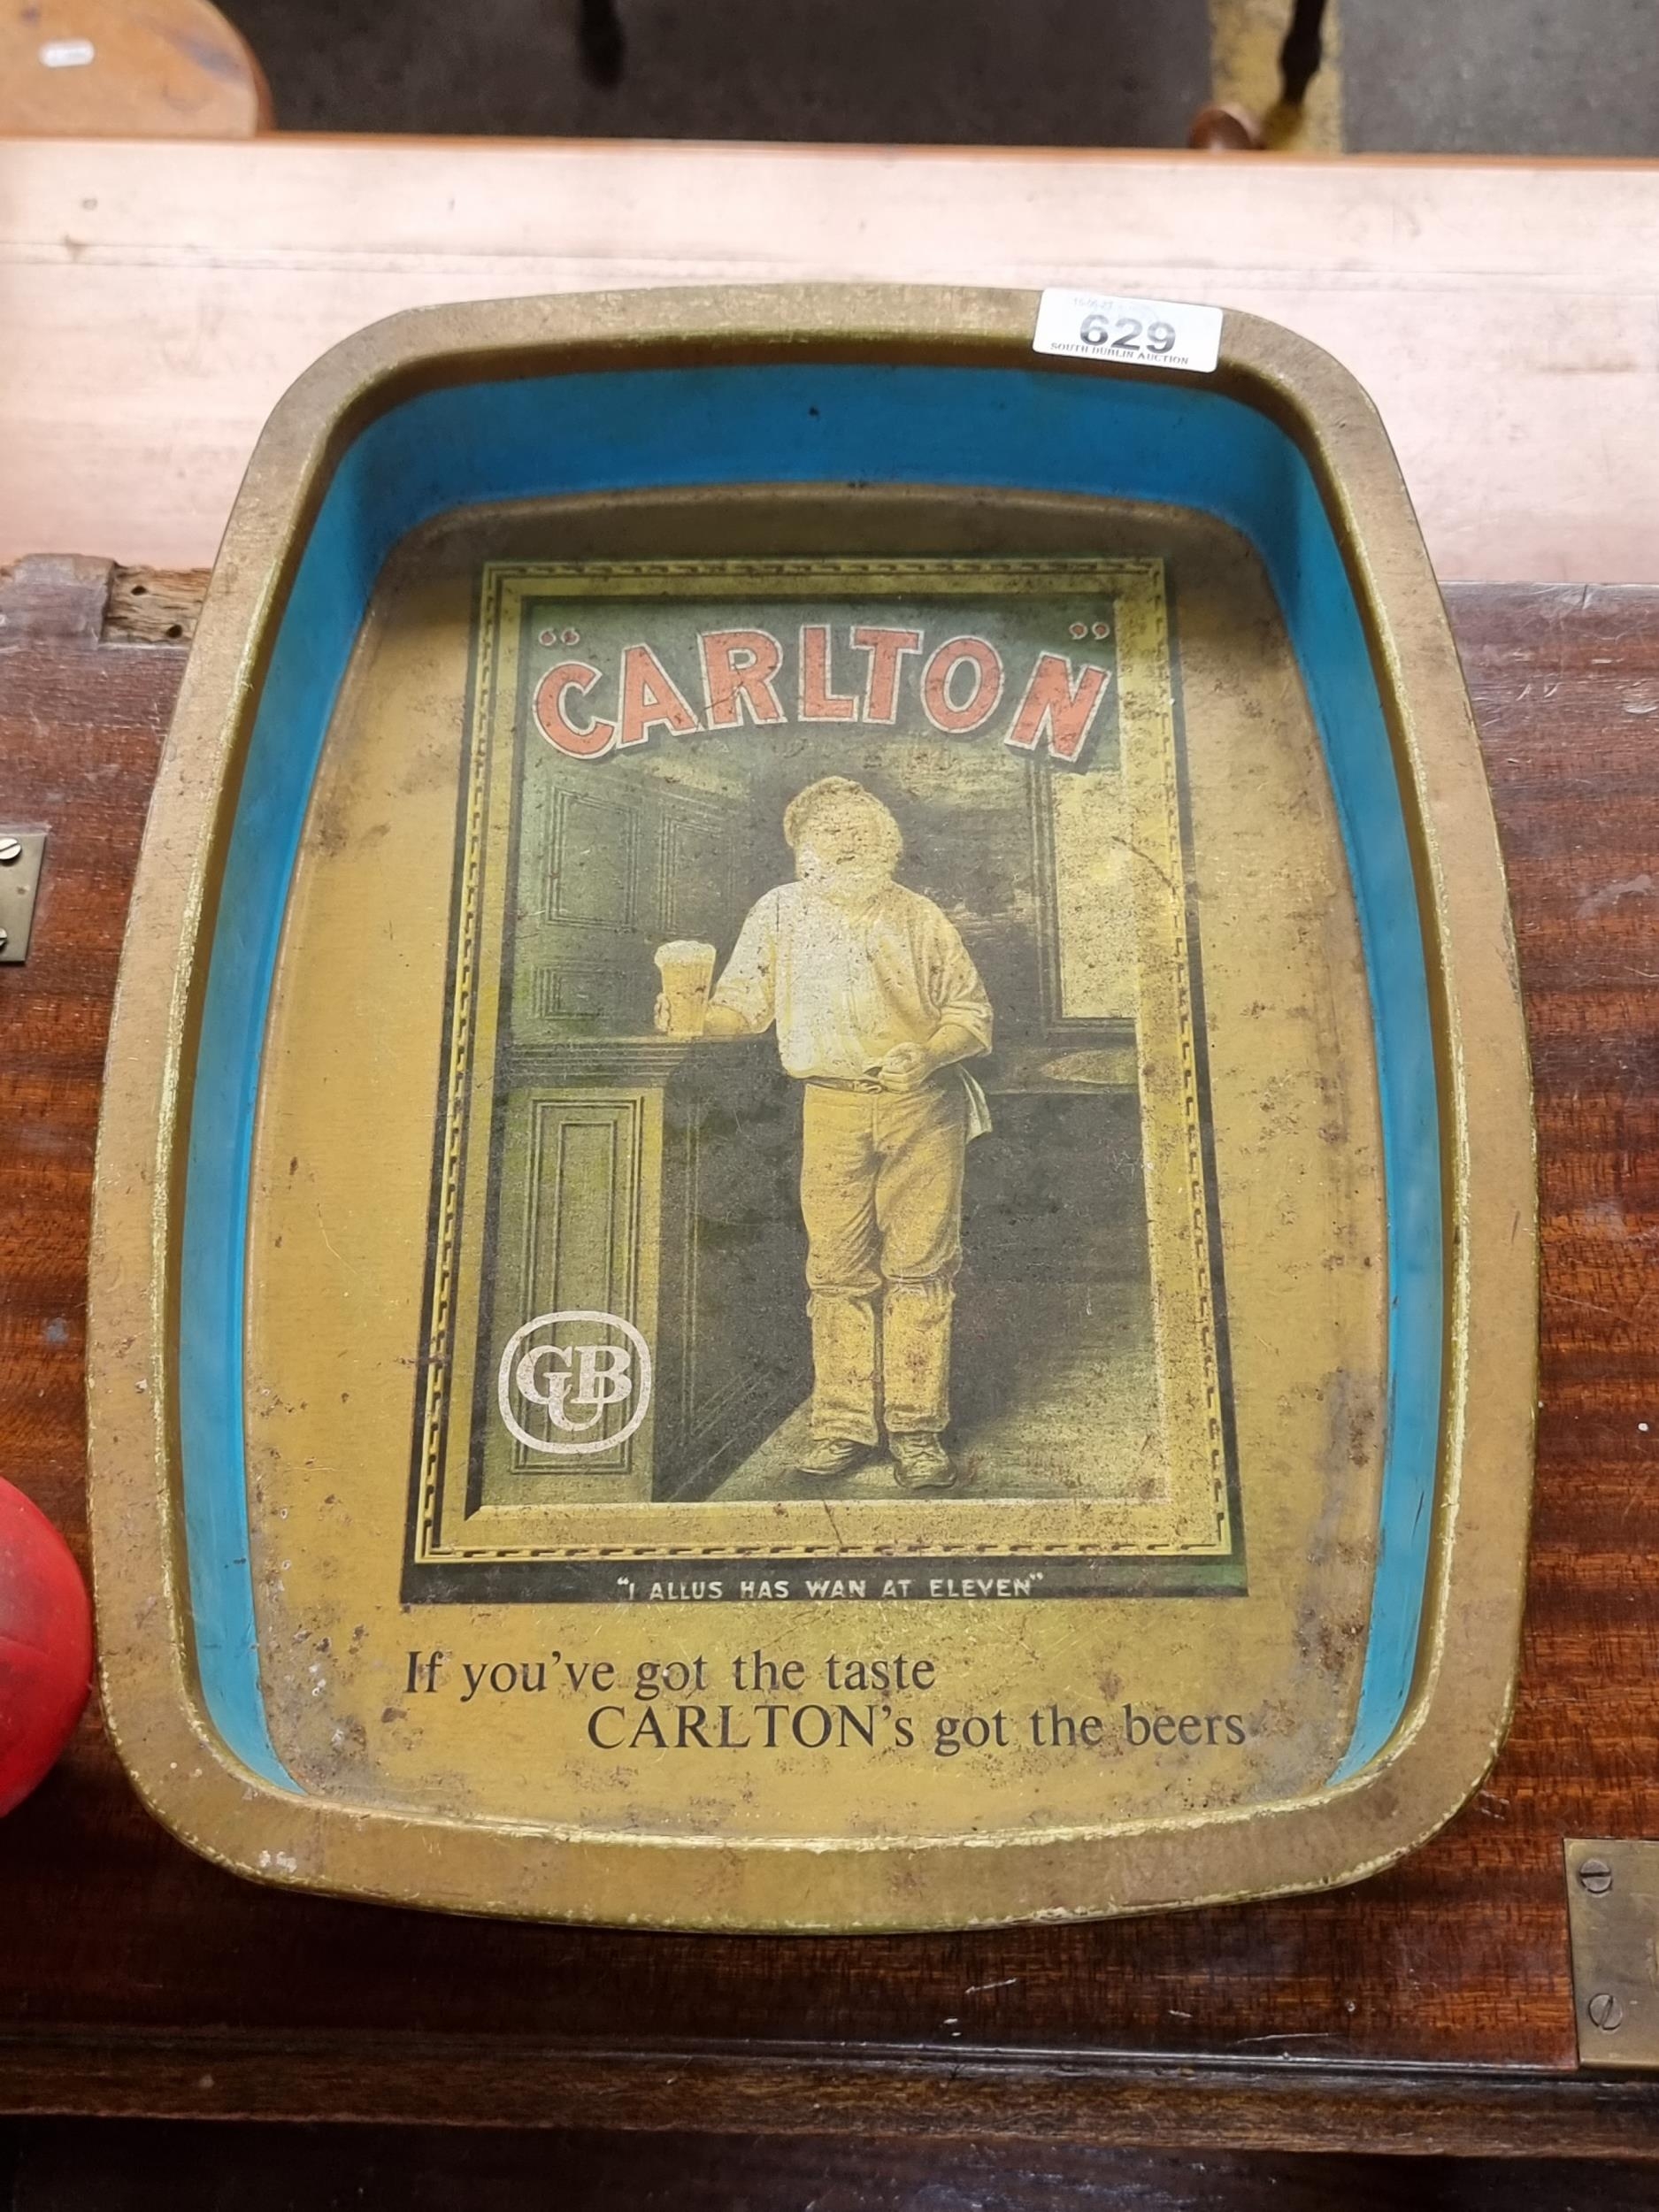 629
SOUTH DUBLIN AUCTION
"CARLTON"
CUB
"I ALLUS HAS WAN AT ELEVEN"
If you've got the taste
CARLTON's got the beers